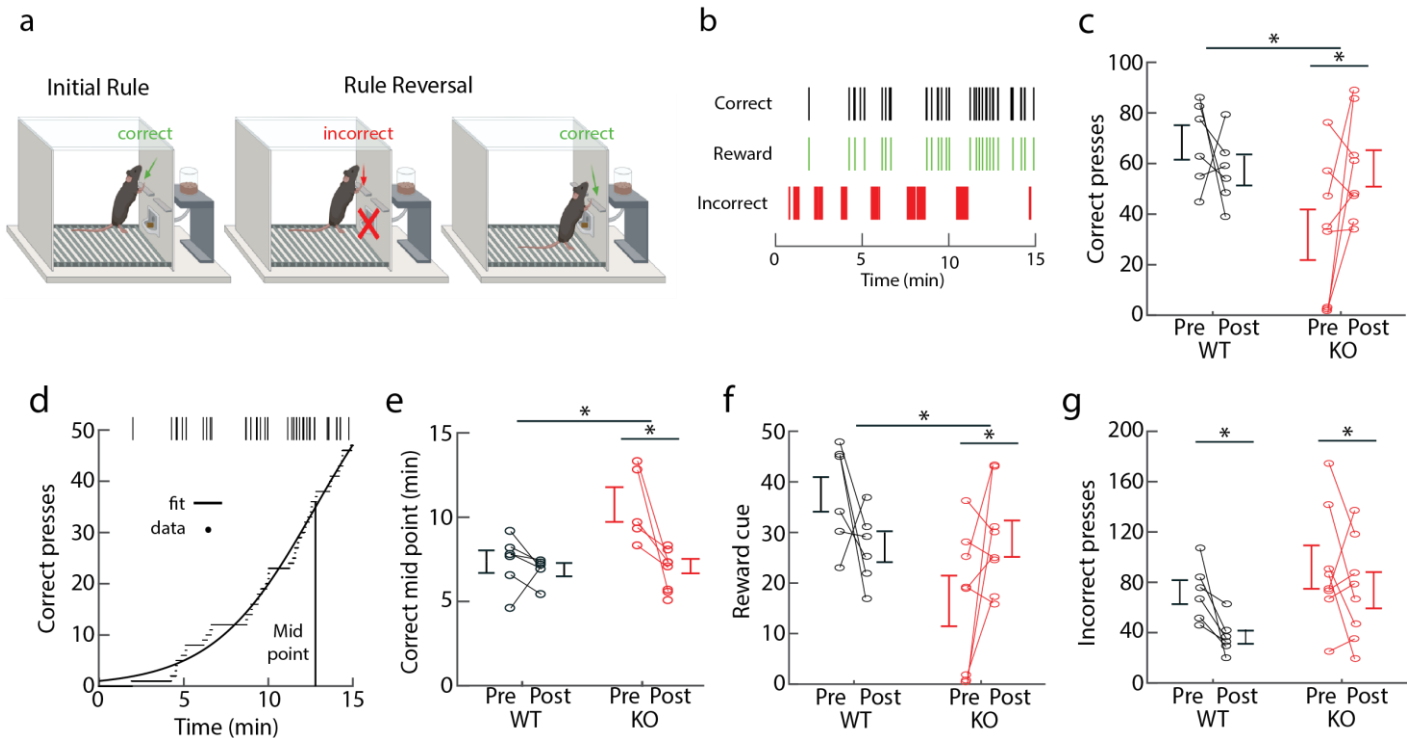 a
Initial Rule
Rule Reversal
correct
incorrect
correct
b
Correct
Reward
Incorrect
0
5
10
15
Time (min)
c
*
*
100
80
60
40
20
0
Correct presses
Pre Post
WT
Pre Post
KO
d
50
40
30
20
10
0
Correct presses
fit
data
Mid
point
0
5
10
15
Time (min)
e
*
*
15
10
5
0
Correct mid point (min)
Pre Post
WT
Pre Post
KO
f
*
*
50
40
30
20
10
0
Reward cue
Pre Post
WT
Pre Post
KO
g
*
*
200
160
120
80
40
0
Incorrect presses
Pre Post
WT
Pre Post
KO